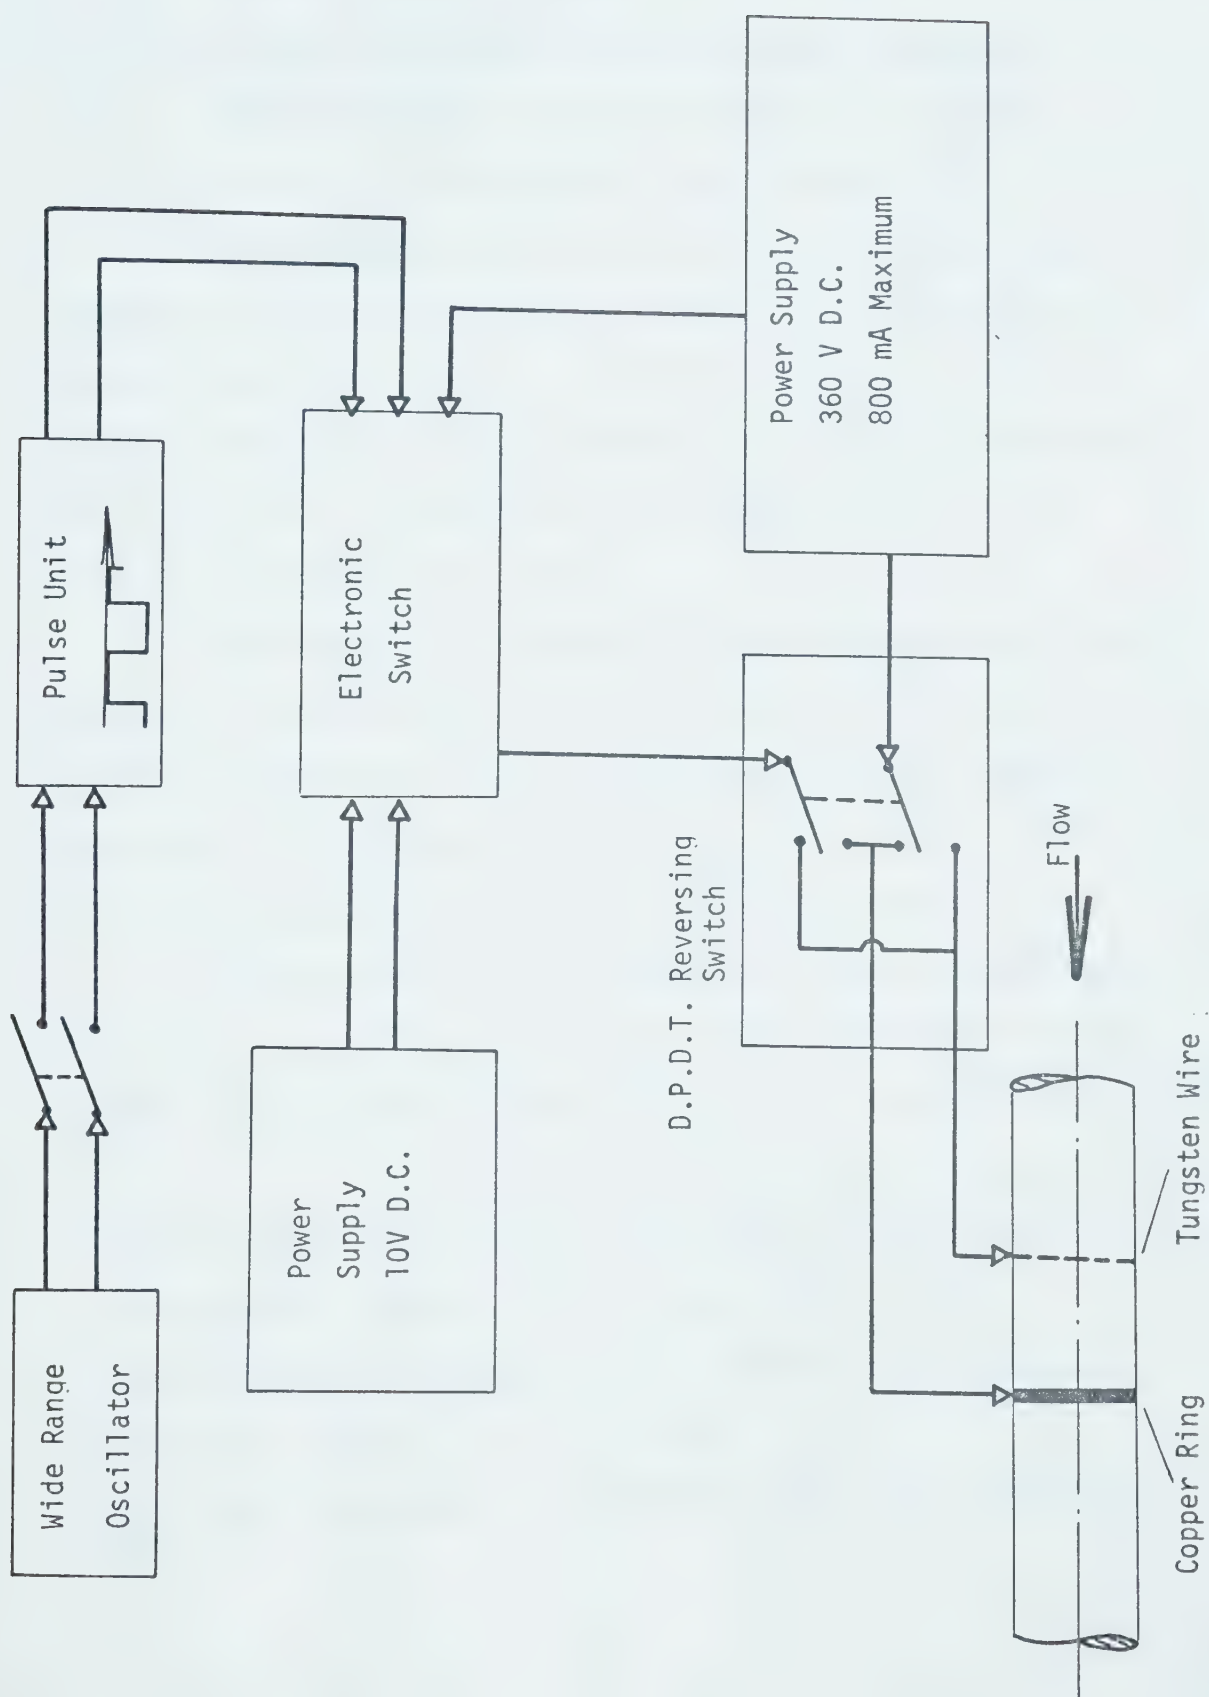 Wide Range
Oscillator
Pulse Unit
Power
Supply
10V D.C.
Electronic
Switch
D.P.D.T. Reversing
Switch
Power Supply
360 V D.C.
800 mA Maximum
Flow
Copper Ring
Tungsten Wire